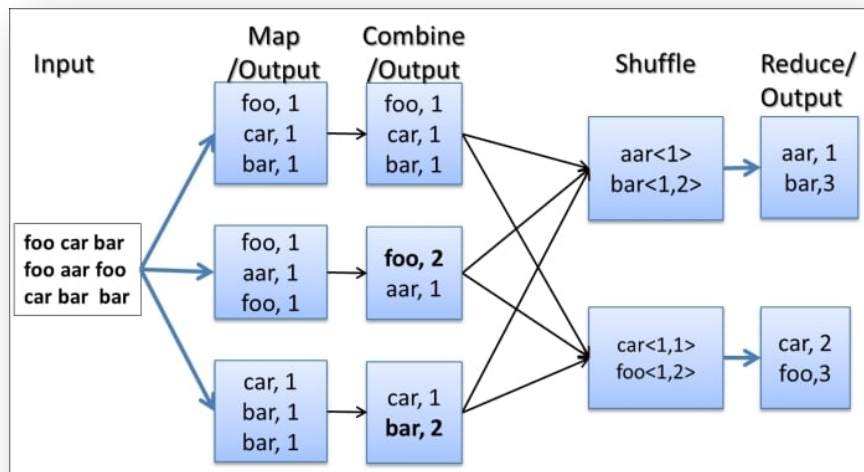 Input
Map
/Output
Combine
/Output
Shuffle
Reduce/
Output
foo car bar
foo aar foo
car bar bar
foo, 1
car, 1
bar, 1
foo, 1
aar, 1
foo, 1
car, 1
bar, 1
bar, 1
foo, 1
car, 1
bar, 1
foo, 2
aar, 1
car, 1
bar, 2
aar<1>
bar<1,2>
car<1,1>
foo<1,2>
aar, 1
bar,3
car, 2
foo,3